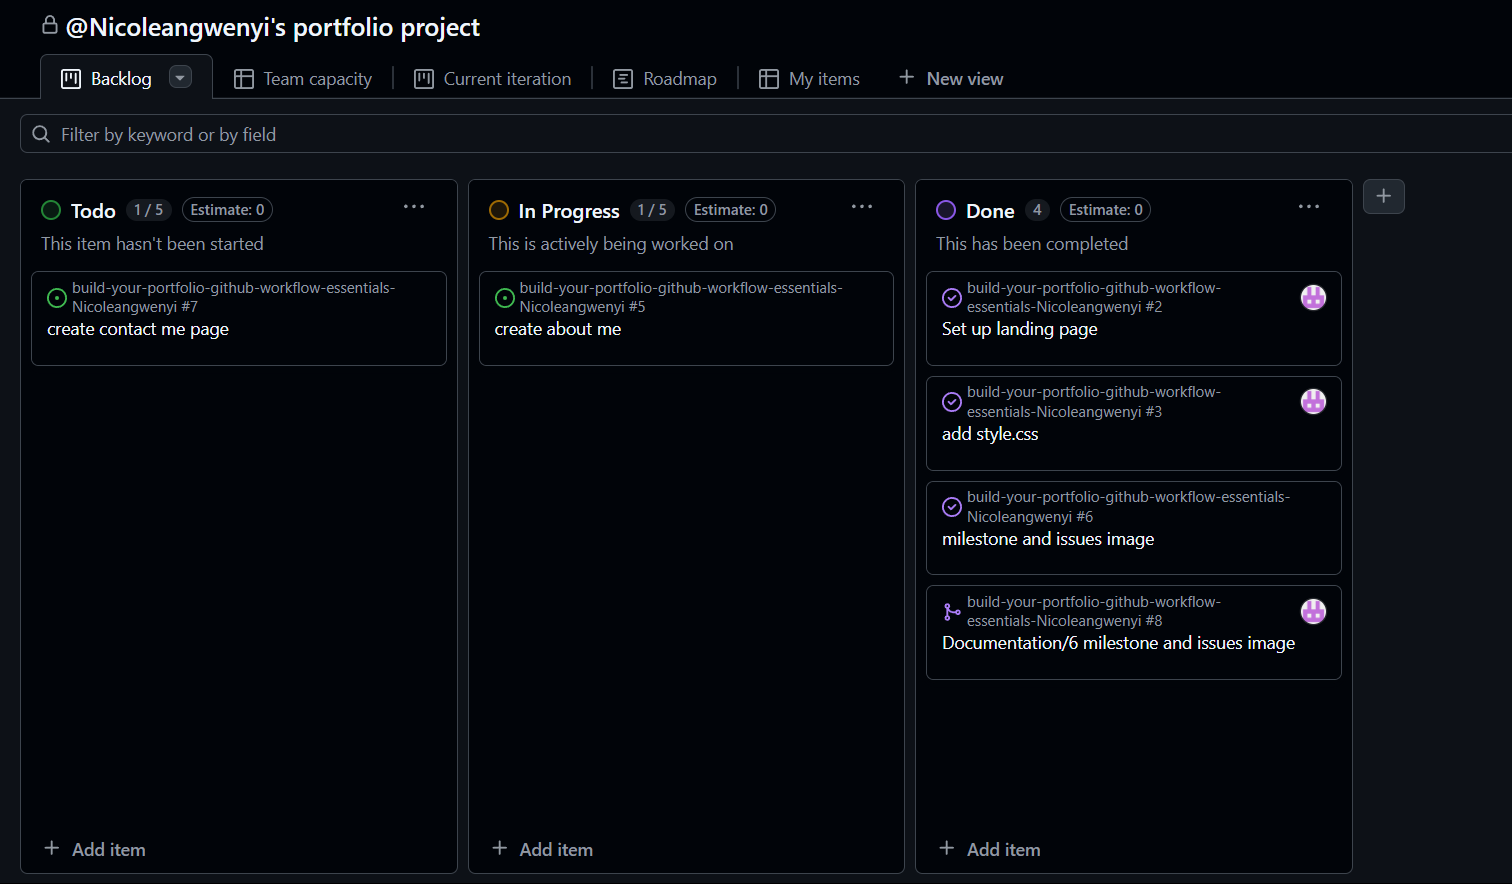 @Nicoleangwenyi's portfolio project
Backlog
Team capacity
Current iteration
Roadmap
My items
New view
Filter by keyword or by field
Todo 1 / 5 Estimate: 0
This item hasn't been started
build-your-portfolio-github-workflow-essentials-
Nicoleangwenyi #7
create contact me page
Add item
In Progress 1 / 5 Estimate: 0
This is actively being worked on
build-your-portfolio-github-workflow-essentials-
Nicoleangwenyi #5
create about me
Add item
Done 4 Estimate: 0
This has been completed
build-your-portfolio-github-workflow-
essentials-Nicoleangwenyi #2
Set up landing page
build-your-portfolio-github-workflow-
essentials-Nicoleangwenyi #3
add style.css
build-your-portfolio-github-workflow-essentials-
Nicoleangwenyi #6
milestone and issues image
build-your-portfolio-github-workflow-
essentials-Nicoleangwenyi #8
Documentation/6 milestone and issues image
Add item